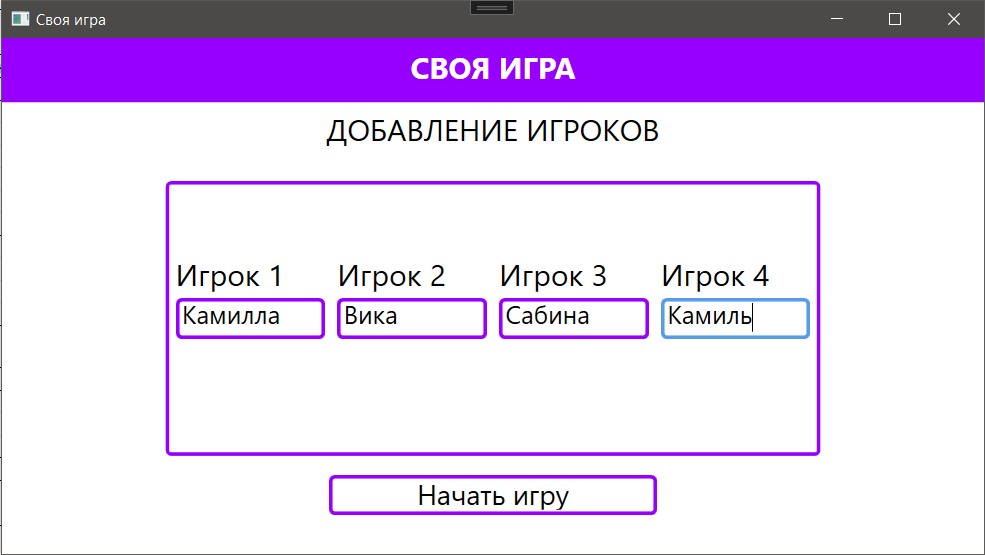 Своя игра
СВОЯ ИГРА
ДОБАВЛЕНИЕ ИГРОКОВ
Игрок 1 Игрок 2 Игрок 3 Игрок 4
Камилла Вика Сабина Камиль
Начать игру